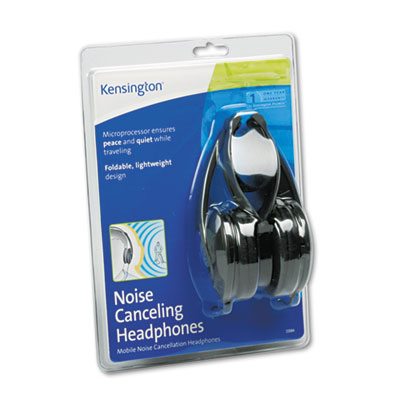 Kensington®
Microprocessor ensures
peace and quiet while
traveling
Foldable, lightweight
design
Noise
Canceling
Headphones
Mobile Noise Cancellation Headphones